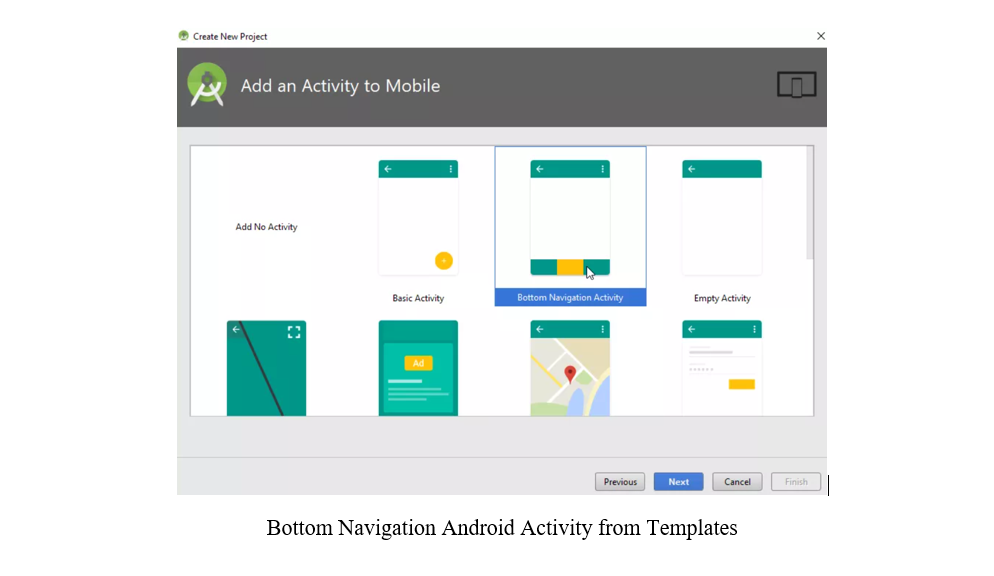 Create New Project
Add an Activity to Mobile
Add No Activity
Basic Activity
Bottom Navigation Activity
Empty Activity
Ad
Previous
Next
Cancel
Finish
Bottom Navigation Android Activity from Templates